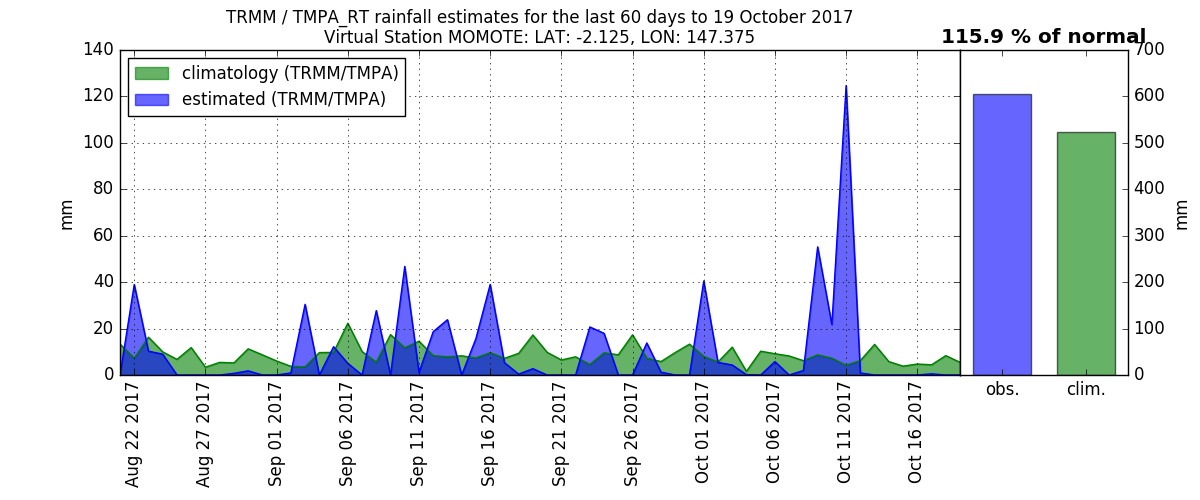 TRMM / TMPA_RT rainfall estimates for the last 60 days to 19 October 2017
Virtual Station MOMOTE: LAT: -2.125, LON: 147.375
115.9 % of normal
climatology (TRMM/TMPA)
estimated (TRMM/TMPA)
mm
140
120
100
80
60
40
20
0
Aug 22 2017
Aug 27 2017
Sep 01 2017
Sep 06 2017
Sep 11 2017
Sep 16 2017
Sep 21 2017
Sep 26 2017
Oct 01 2017
Oct 06 2017
Oct 11 2017
Oct 16 2017
700
600
500
400
300
200
100
0
mm
obs.
clim.